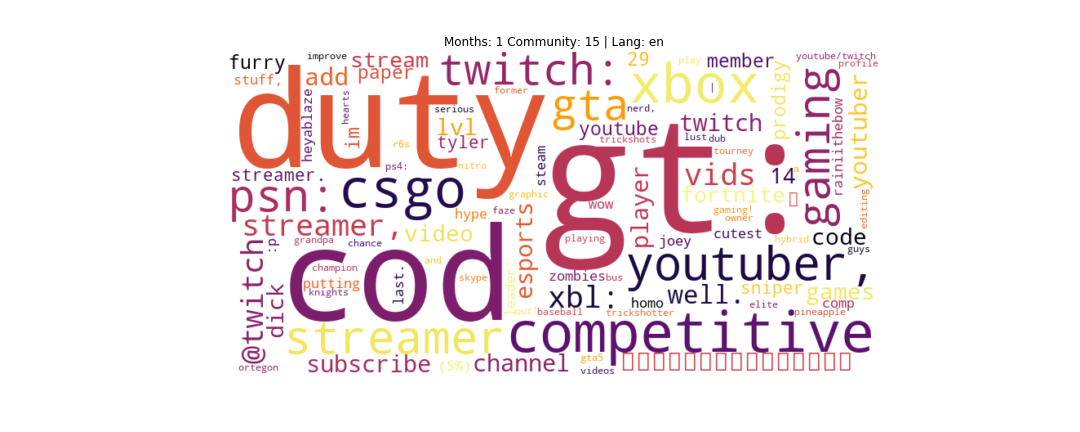 Months: 1 Community: 15 | Lang: en
furry
improve
stream
twitch:
29
member
youtube/twitch
stuff,
add
paper
xbox
play
profile
duty
former
gta
|
prodigy
gaming
youtuber
heyablaze
hearts
im
serious
lvl
r6s
tyler
youtube
nerd,
twitch
lust
dub
trickshots
gt:
tourney
rainiithebow
streamer.
ps4:
nitro
steam
player
vids
14
a
psn:
csgo
graphic
wow
fortnite
editing
streamer,
hype
faze
gaming!
owner
video
esports
playing
joey
cutest
hybrid
code
guys
@twitch
:p
grandpa
chance
cod
and
champion
putting
knights
last.
skype
leader:
zombies
bus
youtuber,
dick
xbl:
homo
well.
sniper
games
elite
comp
out!
baseball
trickshotter
pineapple
streamer
competitive
ortegon
subscribe
(5%)
channel
gta5
videos